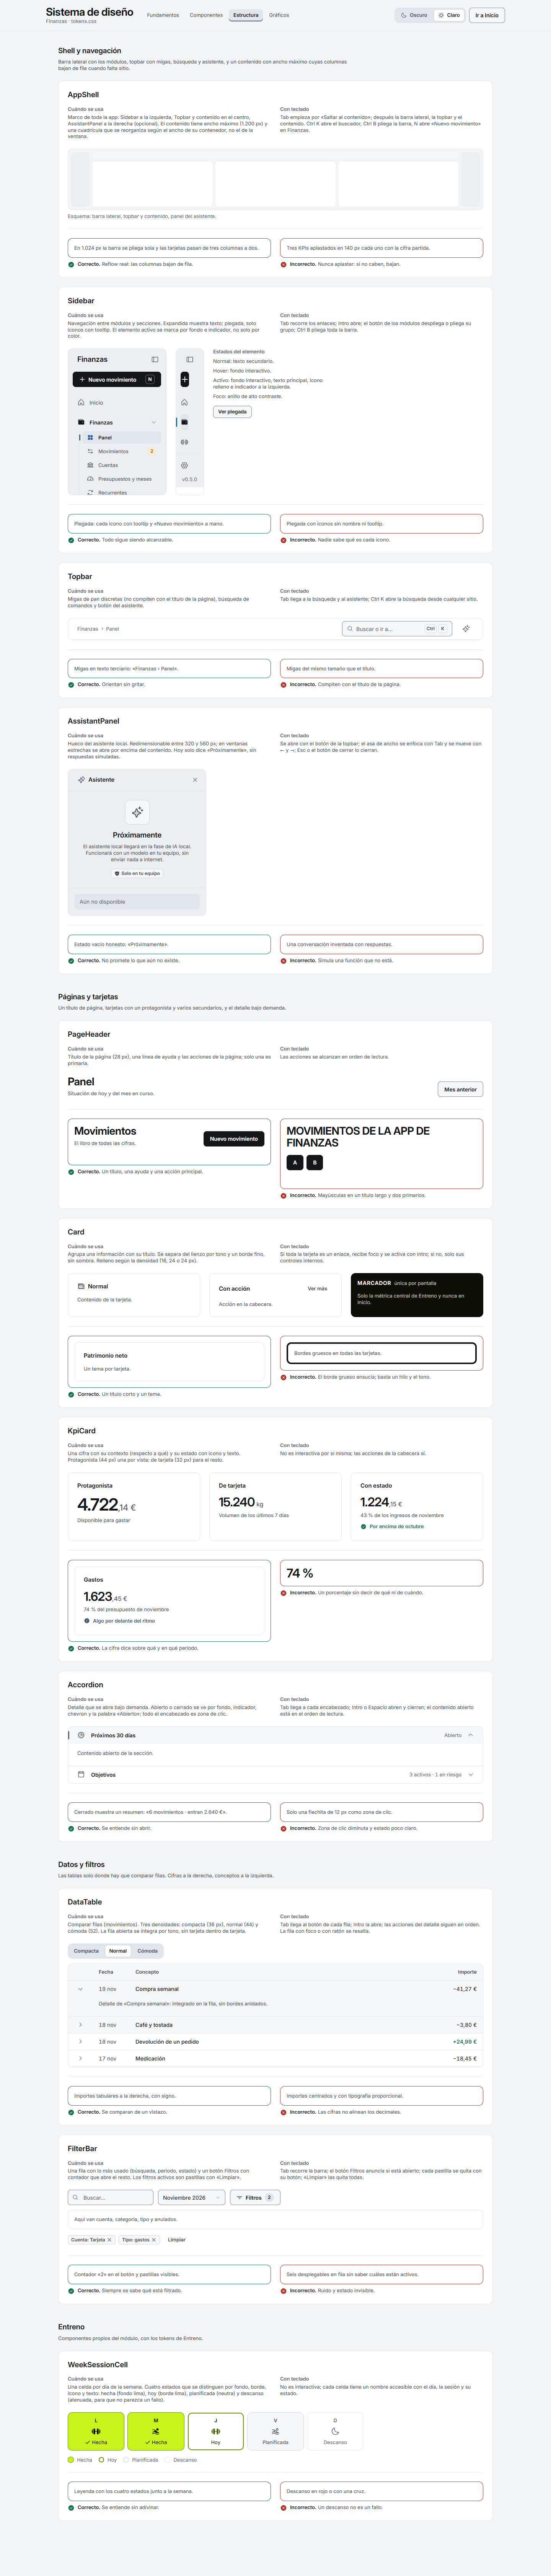 Sistema de diseño
Finanzas · tokens.css
Fundamentos
Componentes
Estructura
Gráficos
Oscuro
Claro
Ir a Inicio
Shell y navegación
Barra lateral con los módulos, topbar con migas, búsqueda y asistente, y un contenido con ancho máximo cuyas columnas
bajan de fila cuando falta sitio.
AppShell
Cuándo se usa
Marco de toda la app: Sidebar a la izquierda, Topbar y contenido en el centro,
AssistantPanel a la derecha (opcional). El contenido tiene ancho máximo (1.200 px) y
una cuadrícula que se reorganiza según el ancho de su contenedor, no el de la
ventana.
Con teclado
Tab empieza por «Saltar al contenido»; después la barra lateral, la topbar y el
contenido. Ctrl K abre el buscador, Ctrl B pliega la barra, N abre «Nuevo movimiento»
en Finanzas.
Esquema: barra lateral, topbar y contenido, panel del asistente.
En 1.024 px la barra se pliega sola y las tarjetas pasan de tres columnas a dos.
Correcto. Reflow real: las columnas bajan de fila.
Tres KPIs aplastados en 140 px cada uno con la cifra partida.
Incorrecto. Nunca aplastar: si no caben, bajan.
Sidebar
Cuándo se usa
Navegación entre módulos y secciones. Expandida muestra texto; plegada, solo
iconos con tooltip. El elemento activo se marca por fondo e indicador, no solo por
color.
Con teclado
Tab recorre los enlaces; Intro abre; el botón de los módulos despliega o pliega su
grupo; Ctrl B pliega toda la barra.
Finanzas
Nuevo movimiento
N
Inicio
Finanzas
Panel
Movimientos
2
Cuentas
Presupuestos y meses
Recurrentes
v0.5.0
Estados del elemento
Normal: texto secundario.
Hover: fondo interactivo.
Activo: fondo interactivo, texto principal, icono
relleno e indicador a la izquierda.
Foco: anillo de alto contraste.
Ver plegada
Plegada: cada icono con tooltip y «Nuevo movimiento» a mano.
Correcto. Todo sigue siendo alcanzable.
Plegada con iconos sin nombre ni tooltip.
Incorrecto. Nadie sabe qué es cada icono.
Topbar
Cuándo se usa
Migas de pan discretas (no compiten con el título de la página), búsqueda de
comandos y botón del asistente.
Con teclado
Tab llega a la búsqueda y al asistente; Ctrl K abre la búsqueda desde cualquier sitio.
Finanzas › Panel
Buscar o ir a…
Ctrl
K
Migas en texto terciario: «Finanzas › Panel».
Correcto. Orientan sin gritar.
Migas del mismo tamaño que el título.
Incorrecto. Compiten con el título de la página.
AssistantPanel
Cuándo se usa
Hueco del asistente local. Redimensionable entre 320 y 560 px; en ventanas
estrechas se abre por encima del contenido. Hoy solo dice «Próximamente», sin
respuestas simuladas.
Con teclado
Se abre con el botón de la topbar; el asa de ancho se enfoca con Tab y se mueve con
← y →; Esc o el botón de cerrar lo cierran.
Asistente
Próximamente
El asistente local llegará en la fase de IA local.
Funcionará con un modelo en tu equipo, sin
enviar nada a internet.
Solo en tu equipo
Aún no disponible
Estado vacío honesto: «Próximamente».
Correcto. No promete lo que aún no existe.
Una conversación inventada con respuestas.
Incorrecto. Simula una función que no está.
Páginas y tarjetas
Un título de página, tarjetas con un protagonista y varios secundarios, y el detalle bajo demanda.
PageHeader
Cuándo se usa
Título de la página (28 px), una línea de ayuda y las acciones de la página; solo una es
primaria.
Con teclado
Las acciones se alcanzan en orden de lectura.
Panel
Situación de hoy y del mes en curso.
Mes anterior
Movimientos
El libro de todas las cifras.
Nuevo movimiento
Correcto. Un título, una ayuda y una acción principal.
MOVIMIENTOS DE LA APP DE
FINANZAS
A
B
Incorrecto. Mayúsculas en un título largo y dos primarios.
Card
Cuándo se usa
Agrupa una información con su título. Se separa del lienzo por tono y un borde fino,
sin sombra. Relleno según la densidad (16, 24 o 24 px).
Con teclado
Si toda la tarjeta es un enlace, recibe foco y se activa con Intro; si no, solo sus
controles internos.
Normal
Contenido de la tarjeta.
Con acción
Ver más
Acción en la cabecera.
MARCADOR única por pantalla
Solo la métrica central de Entreno y nunca en
Inicio.
Patrimonio neto
Un tema por tarjeta.
Correcto. Un título corto y un tema.
Bordes gruesos en todas las tarjetas.
Incorrecto. El borde grueso ensucia; basta un hilo y el tono.
KpiCard
Cuándo se usa
Una cifra con su contexto (respecto a qué) y su estado con icono y texto.
Protagonista (44 px) una por vista; de tarjeta (32 px) para el resto.
Con teclado
No es interactiva por sí misma; las acciones de la cabecera sí.
Protagonista
4.722,14 €
Disponible para gastar
De tarjeta
15.240 kg
Volumen de los últimos 7 días
Con estado
1.224,15 €
43 % de los ingresos de noviembre
Por encima de octubre
Gastos
1.623,45 €
74 % del presupuesto de noviembre
Algo por delante del ritmo
Correcto. La cifra dice sobre qué y en qué periodo.
74 %
Incorrecto. Un porcentaje sin decir de qué ni de cuándo.
Accordion
Cuándo se usa
Detalle que se abre bajo demanda. Abierto o cerrado se ve por fondo, indicador,
chevron y la palabra «Abierto»; todo el encabezado es zona de clic.
Con teclado
Tab llega a cada encabezado; Intro o Espacio abren y cierran; el contenido abierto
está en el orden de lectura.
Próximos 30 días
Abierto
Contenido abierto de la sección.
Objetivos
3 activos · 1 en riesgo
Cerrado muestra un resumen: «6 movimientos · entran 2.640 €».
Correcto. Se entiende sin abrir.
Solo una flechita de 12 px como zona de clic.
Incorrecto. Zona de clic diminuta y estado poco claro.
Datos y filtros
Las tablas solo donde hay que comparar filas. Cifras a la derecha, conceptos a la izquierda.
DataTable
Cuándo se usa
Comparar filas (movimientos). Tres densidades: compacta (36 px), normal (44) y
cómoda (52). La fila abierta se integra por tono, sin tarjeta dentro de tarjeta.
Con teclado
Tab llega al botón de cada fila; Intro la abre; las acciones del detalle siguen en orden.
La fila con foco o con ratón se resalta.
Compacta
Normal
Cómoda
Fecha
Concepto
Importe
19 nov
Compra semanal
−41,27 €
Detalle de «Compra semanal»: integrado en la fila, sin bordes anidados.
18 nov
Café y tostada
−3,80 €
18 nov
Devolución de un pedido
+24,99 €
17 nov
Medicación
−18,45 €
Importes tabulares a la derecha, con signo.
Correcto. Se comparan de un vistazo.
Importes centrados y con tipografía proporcional.
Incorrecto. Las cifras no alinean los decimales.
FilterBar
Cuándo se usa
Una fila con lo más usado (búsqueda, periodo, estado) y un botón Filtros con
contador que abre el resto. Los filtros activos son pastillas con «Limpiar».
Con teclado
Tab recorre la barra; el botón Filtros anuncia si está abierto; cada pastilla se quita con
su botón; «Limpiar» las quita todas.
Buscar…
Noviembre 2026
Filtros
2
Aquí van cuenta, categoría, tipo y anulados.
Cuenta: Tarjeta
Tipo: gastos
Limpiar
Contador «2» en el botón y pastillas visibles.
Correcto. Siempre se sabe qué está filtrado.
Seis desplegables en fila sin saber cuáles están activos.
Incorrecto. Ruido y estado invisible.
Entreno
Componentes propios del módulo, con los tokens de Entreno.
WeekSessionCell
Cuándo se usa
Una celda por día de la semana. Cuatro estados que se distinguen por fondo, borde,
icono y texto: hecha (fondo lima), hoy (borde lima), planificada (neutra) y descanso
(atenuada, para que no parezca un fallo).
Con teclado
No es interactiva; cada celda tiene un nombre accesible con el día, la sesión y su
estado.
L
Hecha
M
Hecha
J
Hoy
V
Planificada
D
Descanso
Hecha
Hoy
Planificada
Descanso
Leyenda con los cuatro estados junto a la semana.
Correcto. Se entiende sin adivinar.
Descanso en rojo o con una cruz.
Incorrecto. Un descanso no es un fallo.